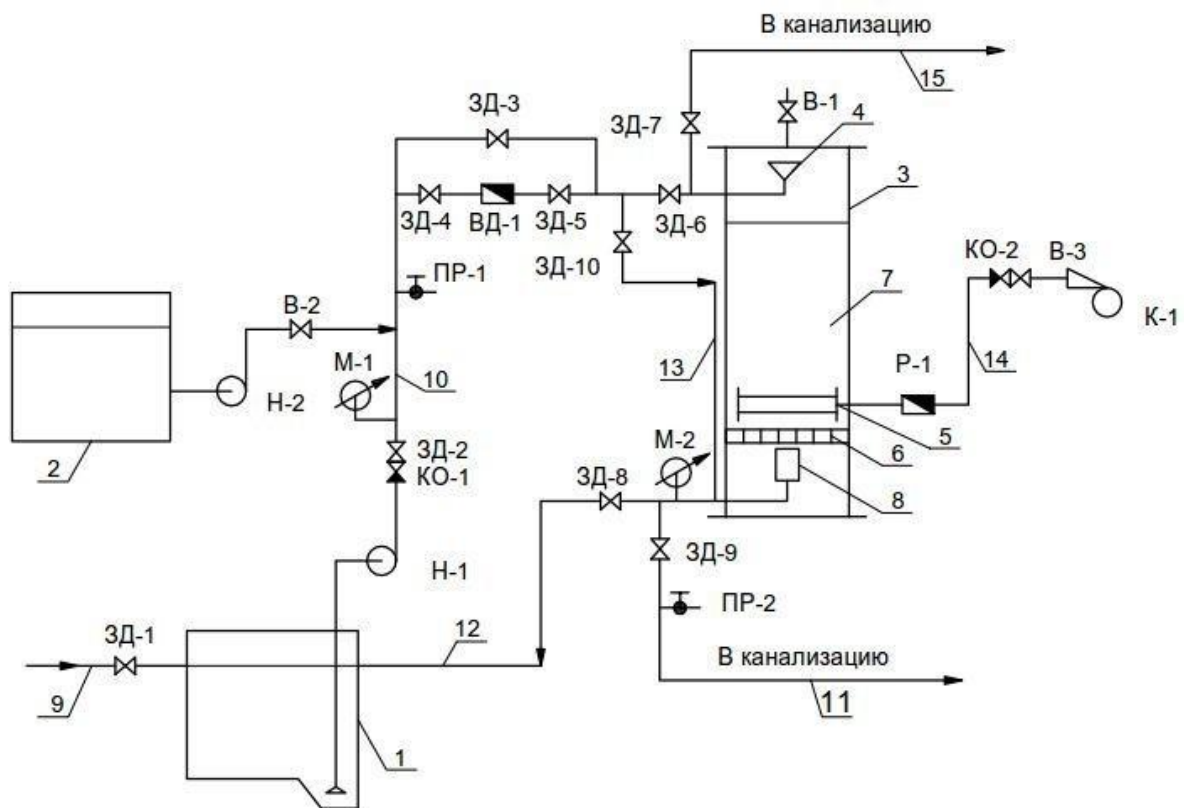 В канализацию
15
ЗД-3
В-1
4
ЗД-7
3
ЗД-4
ВД-1
ЗД-5
ЗД-6
КО-2
В-3
ЗД-10
ПР-1
7
К-1
В-2
13
14
М-1
10
Р-1
Н-2
5
М-2
6
2
ЗД-2
КО-1
ЗД-8
8
ЗД-9
Н-1
ПР-2
ЗД-1
12
В канализацию
9
11
1